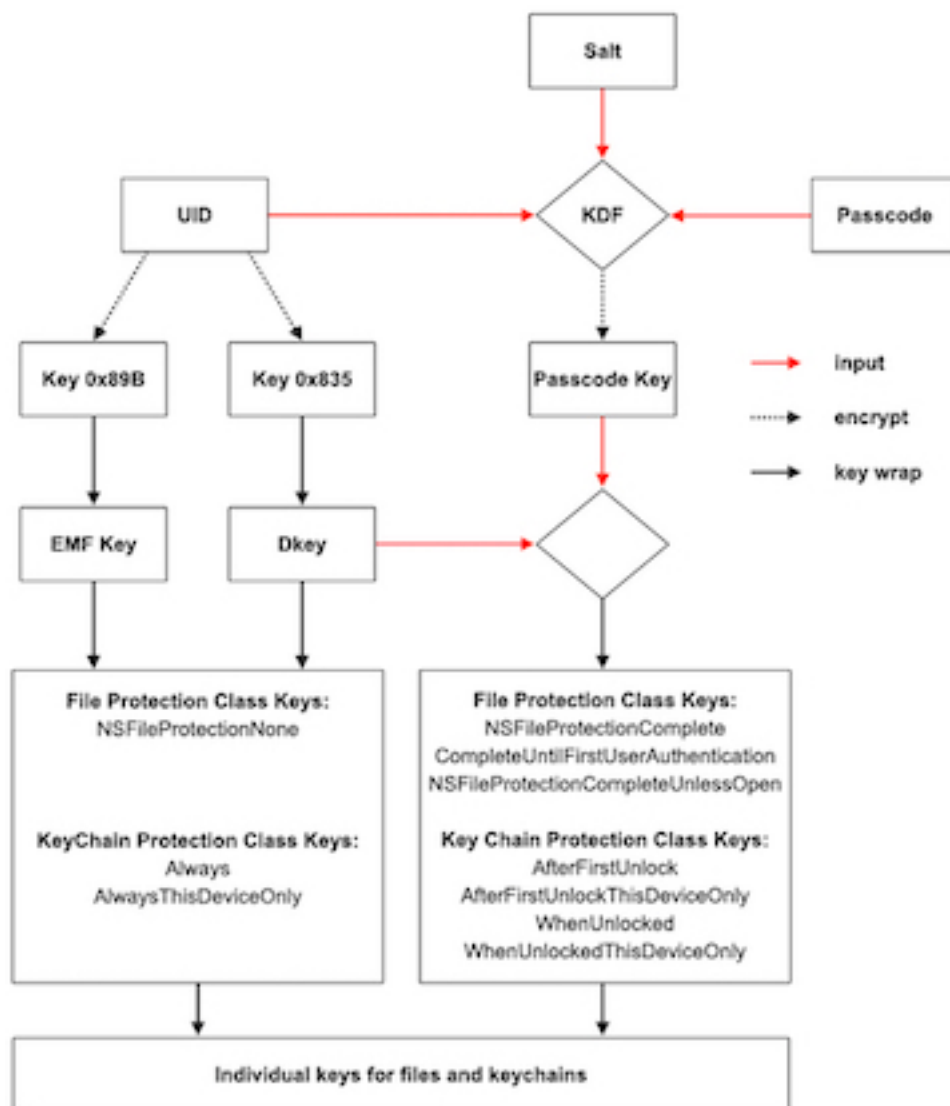 Salt
UID
KDF
Passcode
Key 0x89B
Key 0x835
Passcode Key
input
encrypt
key wrap
EMF Key
Dkey
File Protection Class Keys:
NSFileProtectionNone
KeyChain Protection Class Keys:
Always
AlwaysThisDeviceOnly
File Protection Class Keys:
NSFileProtectionComplete
CompleteUntilFirstUserAuthentication
NSFileProtectionCompleteUnlessOpen
Key Chain Protection Class Keys:
AfterFirstUnlock
AfterFirstUnlockThisDeviceOnly
WhenUnlocked
WhenUnlockedThisDeviceOnly
Individual keys for files and keychains